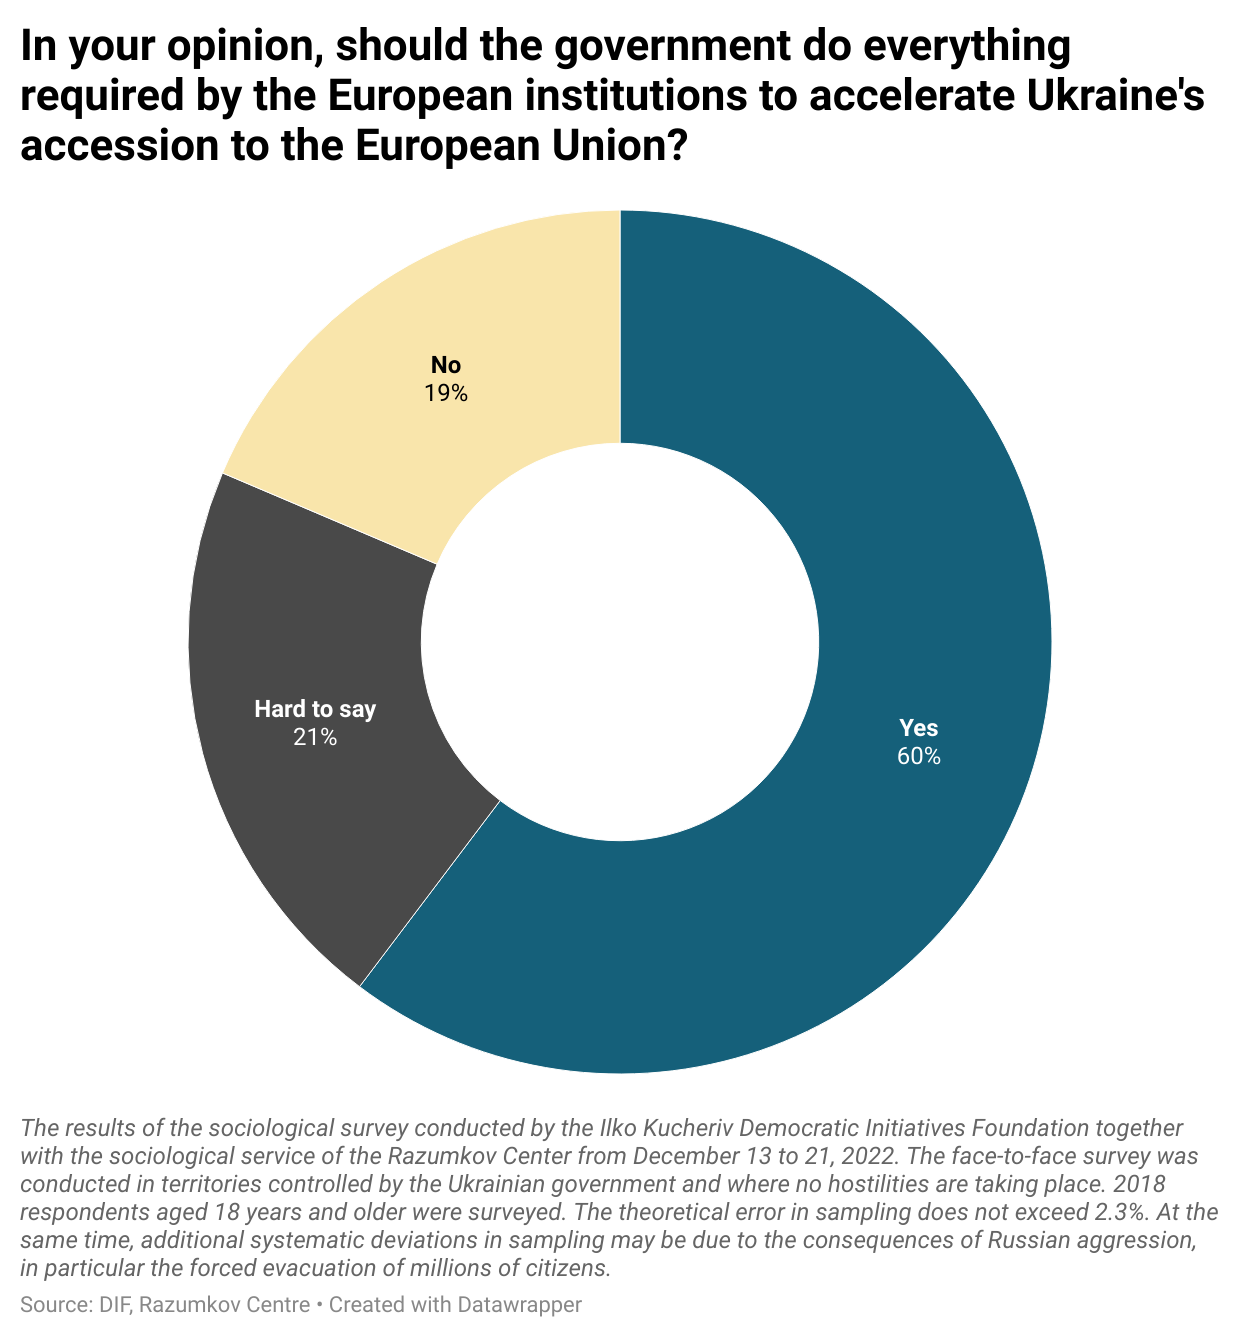 In your opinion, should the government do everything
required by the European institutions to accelerate Ukraine's
accession to the European Union?
No
19%
Hard to say
21%
Yes
60%
The results of the sociological survey conducted by the Ilko Kucheriv Democratic Initiatives Foundation together
with the sociological service of the Razumkov Center from December 13 to 21, 2022. The face-to-face survey was
conducted in territories controlled by the Ukrainian government and where no hostilities are taking place. 2018
respondents aged 18 years and older were surveyed. The theoretical error in sampling does not exceed 2.3%. At the
same time, additional systematic deviations in sampling may be due to the consequences of Russian aggression,
in particular the forced evacuation of millions of citizens.
Source: DIF, Razumkov Centre • Created with Datawrapper